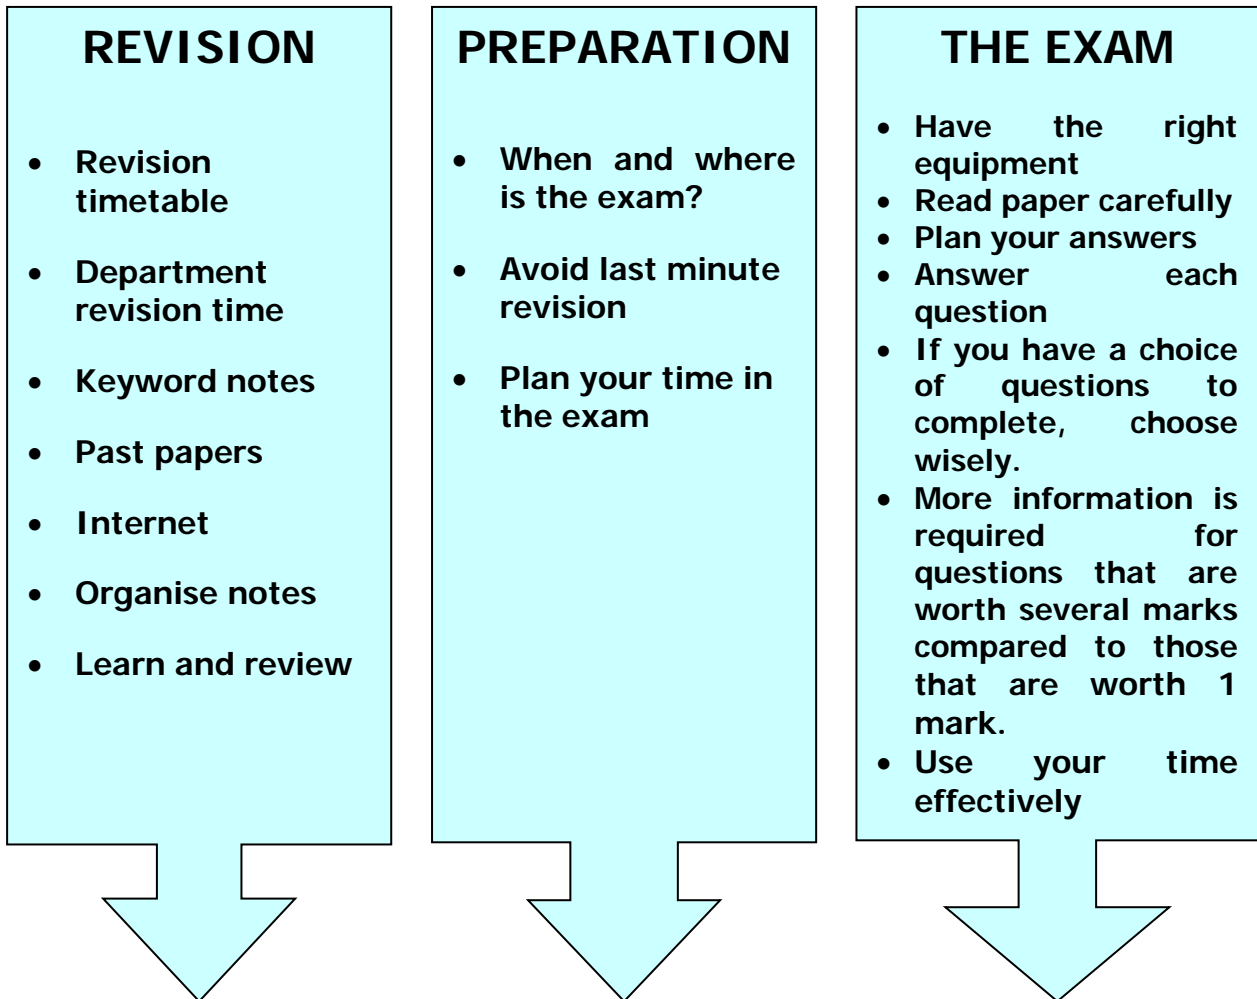 REVISION
• Revision
timetable
• Department
revision time
• Keyword notes
• Past papers
• Internet
• Organise notes
• Learn and review
PREPARATION
• When and where
is the exam?
• Avoid last minute
revision
• Plan your time in
the exam
THE EXAM
• Have the right
equipment
• Read paper carefully
• Plan your answers
• Answer each
question
• If you have a choice
of questions to
complete, choose
wisely.
• More information is
required for
questions that are
worth several marks
compared to those
that are worth 1
mark.
• Use your time
effectively